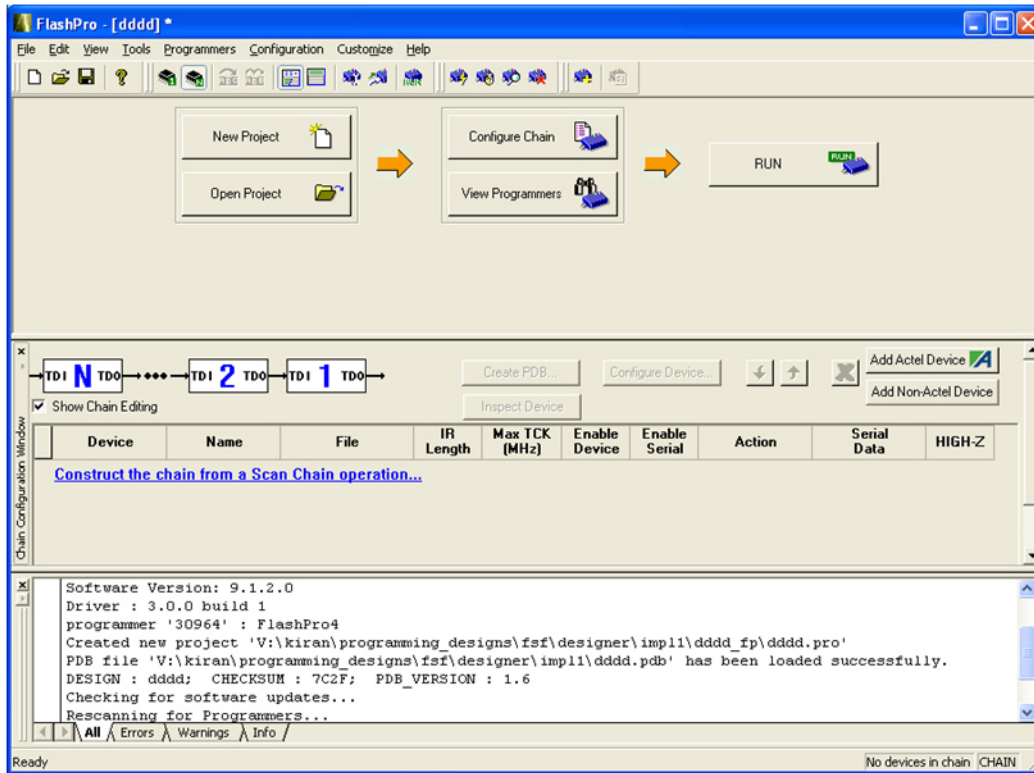 FlashPro - [dddd] *
File Edit View Tools Programmers Configuration Customize Help
New Project
Configure Chain
RUN
RUN
Open Project
View Programmers
TDI N TDO TDI 2 TDO TDI 1 TDO
Create PDB...
Configure Device...
Add Actel Device
Show Chain Editing
Inspect Device
Add Non-Actel Device
Chain Configuration Window
Device Name File IR Length Max TCK (MHz) Enable Device Enable Serial Action Serial Data HIGH-Z
Construct the chain from a Scan Chain operation...
Software Version: 9.1.2.0
Driver : 3.0.0 build 1
programmer '30964' : FlashPro4
Created new project 'V:\kiran\programming_designs\fsf\designer\impl1\dddd_fp\dddd.pro'
PDB file 'V:\kiran\programming_designs\fsf\designer\impl1\dddd.pdb' has been loaded successfully.
DESIGN : dddd; CHECKSUM : 7C2F; PDB_VERSION : 1.6
Checking for software updates...
Rescanning for Programmers...
All Errors Warnings Info
Ready
No devices in chain CHAIN